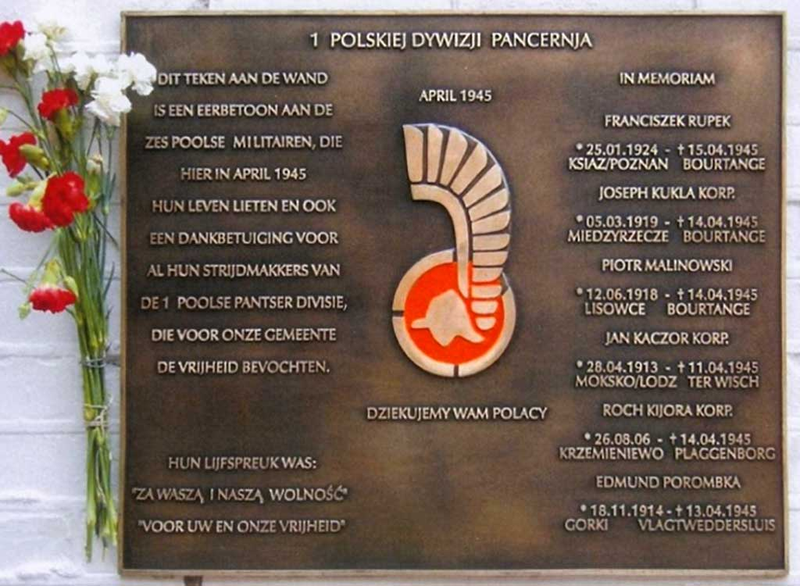 1 POLSKIEJ DYWIZJI PANCERNJA
DIT TEKEN AAN DE WAND
IS EEN EERBETOON AAN DE
ZES POOLSE MILITAIREN, DIE
HIER IN APRIL 1945
HUN LEVEN LIETEN EN OOK
EEN DANKBETUIGING VOOR
AL HUN STRIJDMAKKERS VAN
DE 1 POOLSE PANTSER DIVISIE,
DIE VOOR ONZE GEMEENTE
DE VRIJHEID BEVOCHTEN.
HUN LIJFSPREUK WAS:
"ZA WASZĄ I NASZĄ WOLNOŚĆ"
"VOOR UW EN ONZE VRIJHEID"
APRIL 1945
DZIEKUJEMY WAM POLACY
IN MEMORIAM
FRANCISZEK RUPEK
* 25.01.1924 - † 15.04.1945
KSIAZ/POZNAN BOURTANGE
JOSEPH KUKLA KORP.
* 05.03.1919 - † 14.04.1945
MIEDZYRZECZE BOURTANGE
PIOTR MALINOWSKI
* 12.06.1918 - † 14.04.1945
LISOWCE BOURTANGE
JAN KACZOR KORP.
* 28.04.1913 - † 11.04.1945
MOKSKO/LODZ TER WISCH
ROCH KIJORA KORP.
* 26.08.06 - † 14.04.1945
KRZEMIENIEWO PLAGGENBORG
EDMUND POROMBKA
* 18.11.1914 - † 13.04.1945
GORKI VLAGTWEDDERSLUIS